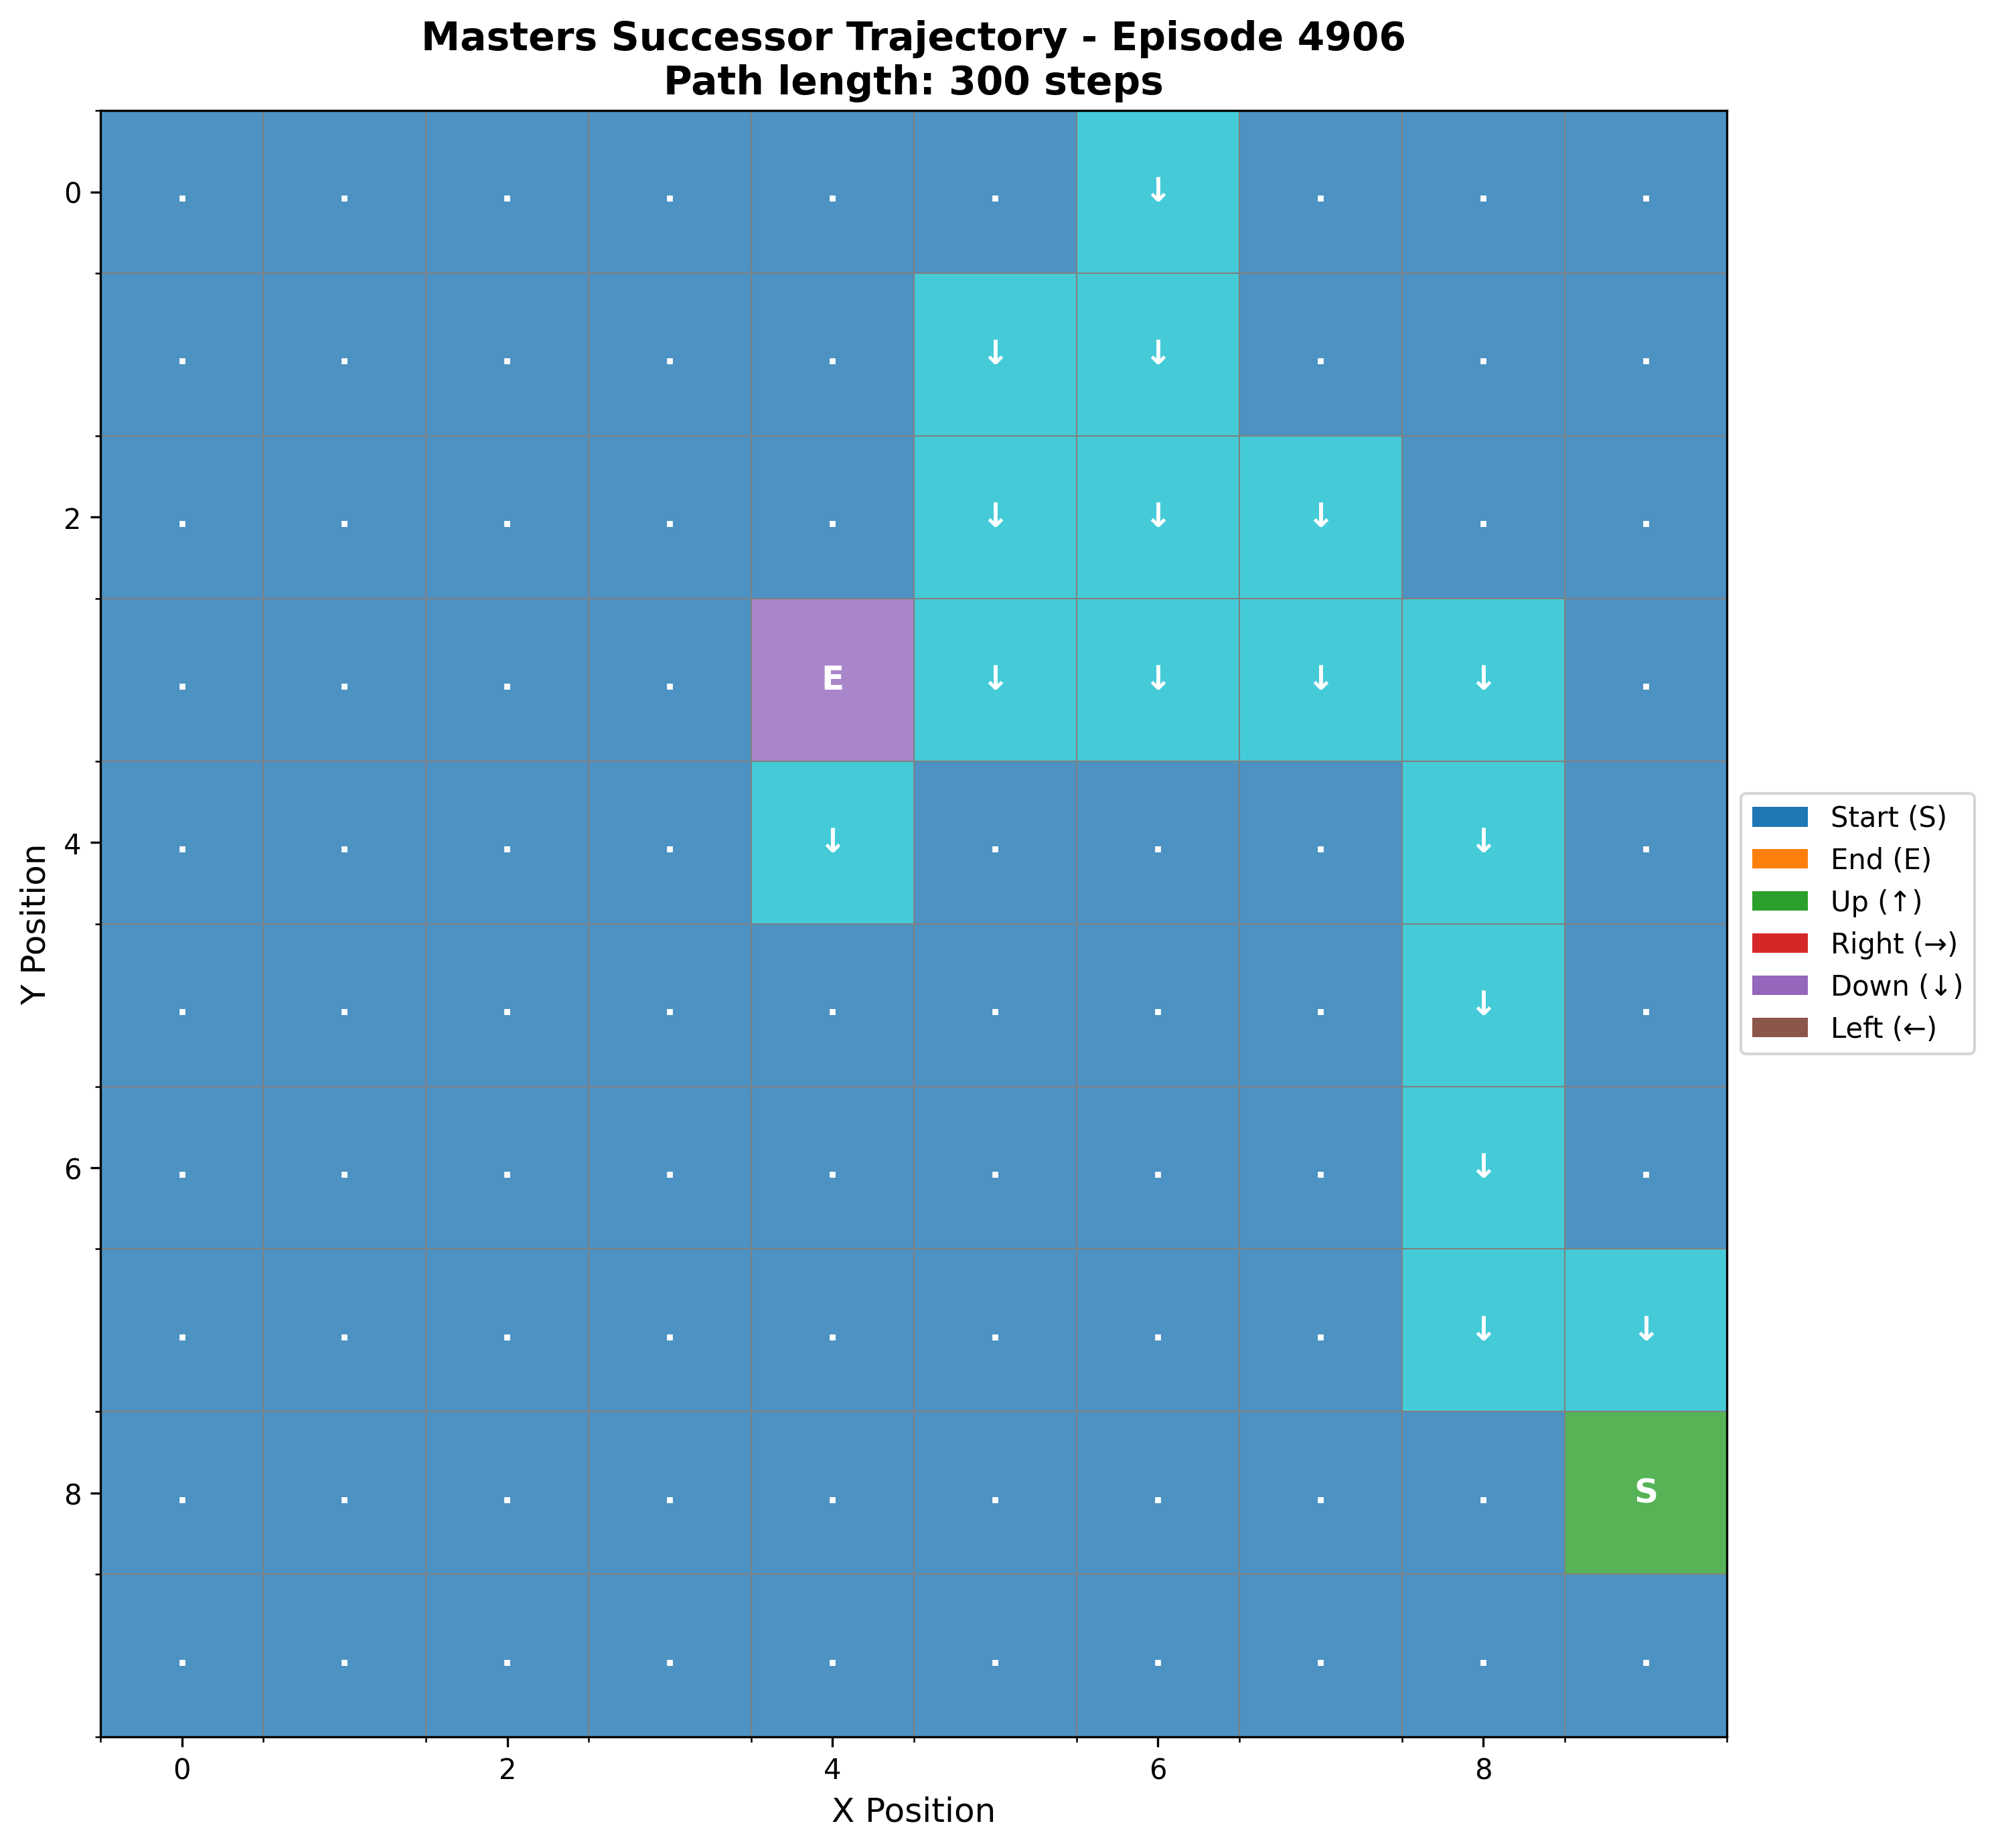 Masters Successor Trajectory - Episode 4906
Path length: 300 steps
0 . . . . . . ↓ . . .
. . . . . ↓ ↓ . . .
2 . . . . . ↓ ↓ ↓ . .
. . . . E ↓ ↓ ↓ ↓ .
4 . . . . ↓ . . . ↓ .
. . . . . . . . ↓ .
6 . . . . . . . . ↓ .
. . . . . . . . ↓ ↓
8 . . . . . . . . . S
. . . . . . . . . .
0 2 4 6 8
X Position
Y Position
Start (S)
End (E)
Up (↑)
Right (→)
Down (↓)
Left (←)